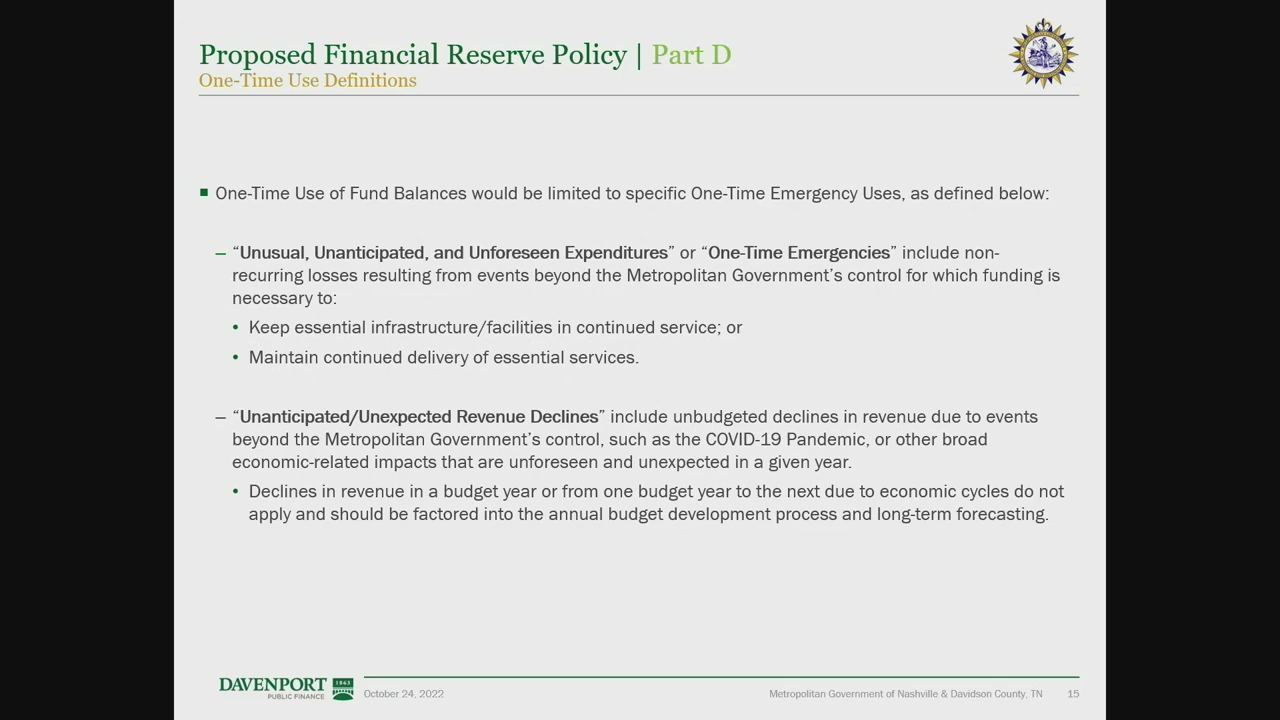 Proposed Financial Reserve Policy | Part D
One-Time Use Definitions
■ One-Time Use of Fund Balances would be limited to specific One-Time Emergency Uses, as defined below:
– “Unusual, Unanticipated, and Unforeseen Expenditures” or “One-Time Emergencies” include non-
recurring losses resulting from events beyond the Metropolitan Government’s control for which funding is
necessary to:
• Keep essential infrastructure/facilities in continued service; or
• Maintain continued delivery of essential services.
– “Unanticipated/Unexpected Revenue Declines” include unbudgeted declines in revenue due to events
beyond the Metropolitan Government’s control, such as the COVID-19 Pandemic, or other broad
economic-related impacts that are unforeseen and unexpected in a given year.
• Declines in revenue in a budget year or from one budget year to the next due to economic cycles do not
apply and should be factored into the annual budget development process and long-term forecasting.
DAVENPORT
PUBLIC FINANCE
1863
October 24, 2022
Metropolitan Government of Nashville & Davidson County, TN
15